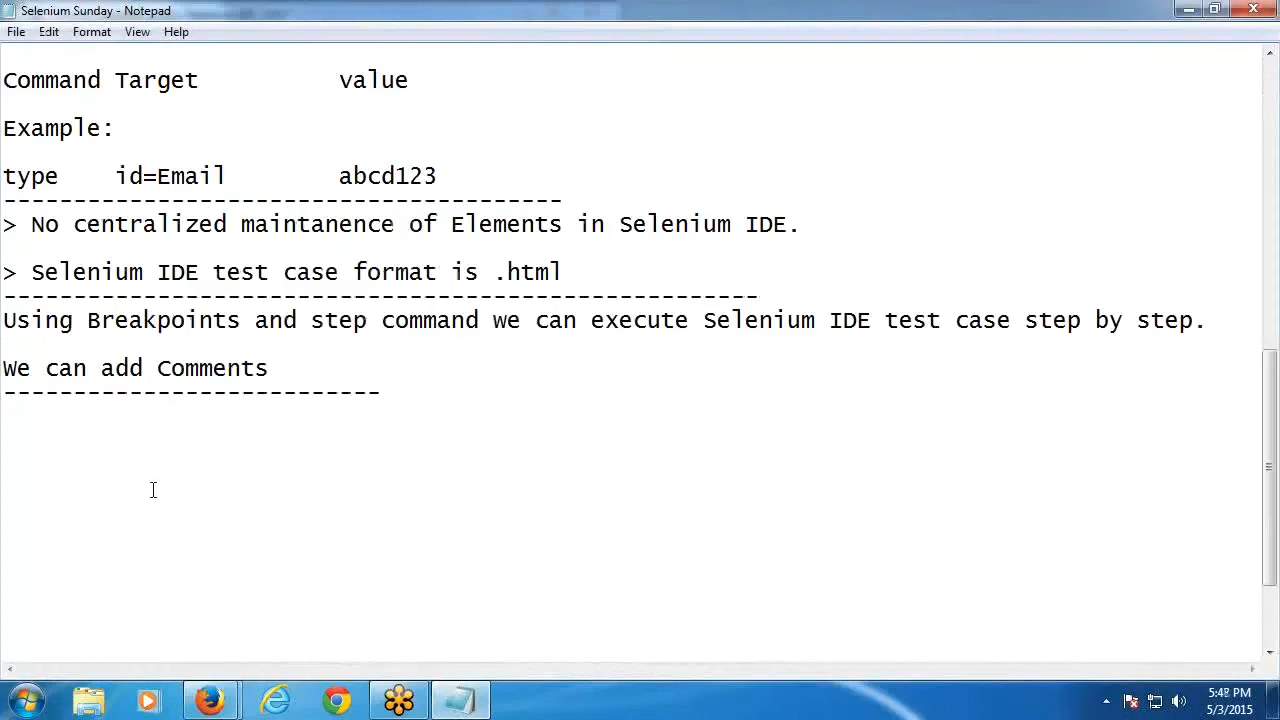 Selenium Sunday - Notepad
File Edit Format View Help
Command Target value
Example:
type id=Email abcd123
----------------------------------------
> No centralized maintanence of Elements in Selenium IDE.
> Selenium IDE test case format is .html
------------------------------------------------------
Using Breakpoints and step command we can execute Selenium IDE test case step by step.
We can add Comments
---------------------------
5:48 PM
5/3/2015